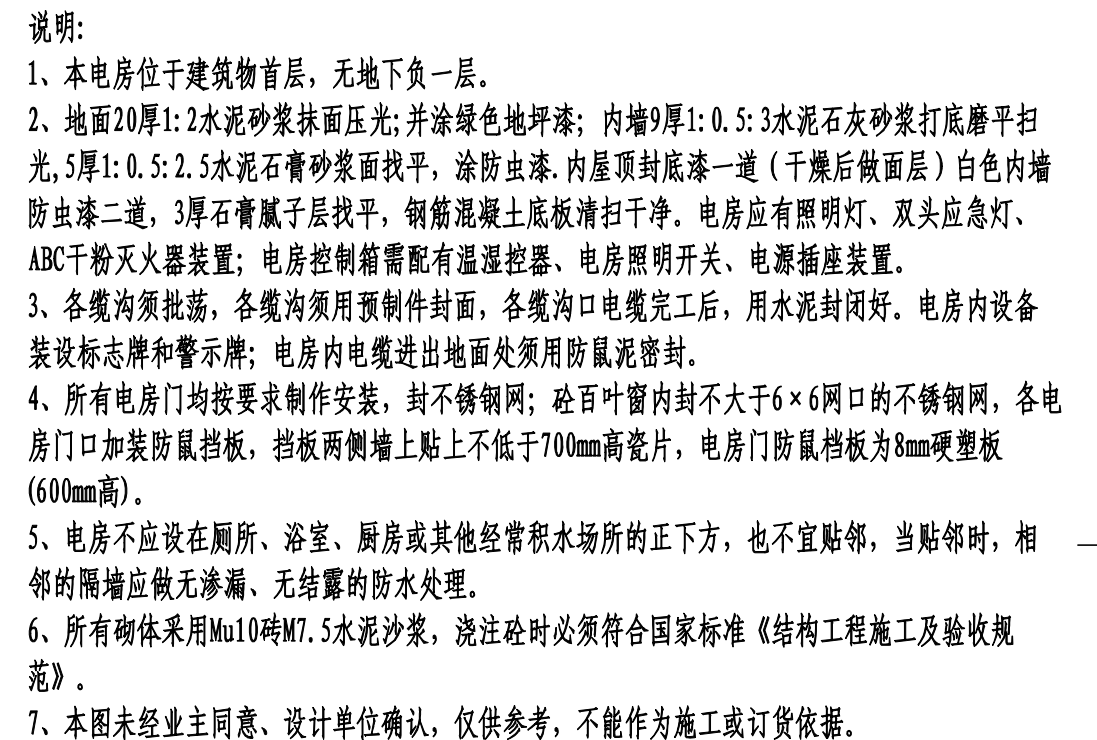 说明:
1、本电房位于建筑物首层，无地下负一层。
2、地面20厚1:2水泥砂浆抹面压光;并涂绿色地坪漆；内墙9厚1:0.5:3水泥石灰砂浆打底磨平扫
光,5厚1:0.5:2.5水泥石膏砂浆面找平，涂防虫漆.内屋顶封底漆一道（干燥后做面层）白色内墙
防虫漆二道，3厚石膏腻子层找平，钢筋混凝土底板清扫干净。电房应有照明灯、双头应急灯、
ABC干粉灭火器装置；电房控制箱需配有温湿控器、电房照明开关、电源插座装置。
3、各缆沟须批荡，各缆沟须用预制件封面，各缆沟口电缆完工后，用水泥封闭好。电房内设备
装设标志牌和警示牌；电房内电缆进出地面处须用防鼠泥密封。
4、所有电房门均按要求制作安装，封不锈钢网；砼百叶窗内封不大于6×6网口的不锈钢网，各电
房门口加装防鼠挡板，挡板两侧墙上贴上不低于700mm高瓷片，电房门防鼠档板为8mm硬塑板
(600mm高)。
5、电房不应设在厕所、浴室、厨房或其他经常积水场所的正下方，也不宜贴邻，当贴邻时，相
邻的隔墙应做无渗漏、无结露的防水处理。
6、所有砌体采用Mu10砖M7.5水泥沙浆，浇注砼时必须符合国家标准《结构工程施工及验收规
范》。
7、本图未经业主同意、设计单位确认，仅供参考，不能作为施工或订货依据。